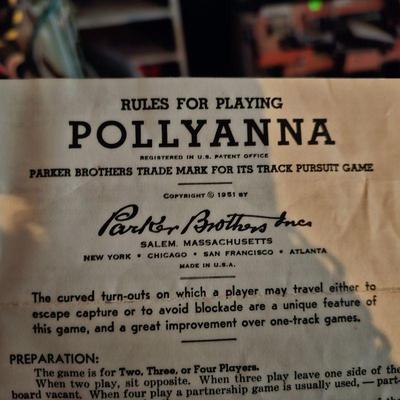 RULES FOR PLAYING
POLLYANNA
REGISTERED IN U.S. PATENT OFFICE
PARKER BROTHERS TRADE MARK FOR ITS TRACK PURSUIT GAME
COPYRIGHT © 1951 BY
Parker Brothers Inc
SALEM, MASSACHUSETTS
NEW YORK • CHICAGO • SAN FRANCISCO • ATLANTA
MADE IN U.S.A.
The curved turn-outs on which a player may travel either to
escape capture or to avoid blockade are a unique feature of
this game, and a great improvement over one-track games.
PREPARATION:
The game is for Two, Three, or Four Players.
When two play, sit opposite. When three play leave one side of the
board vacant. When four play a partnership game is usually used, — part-